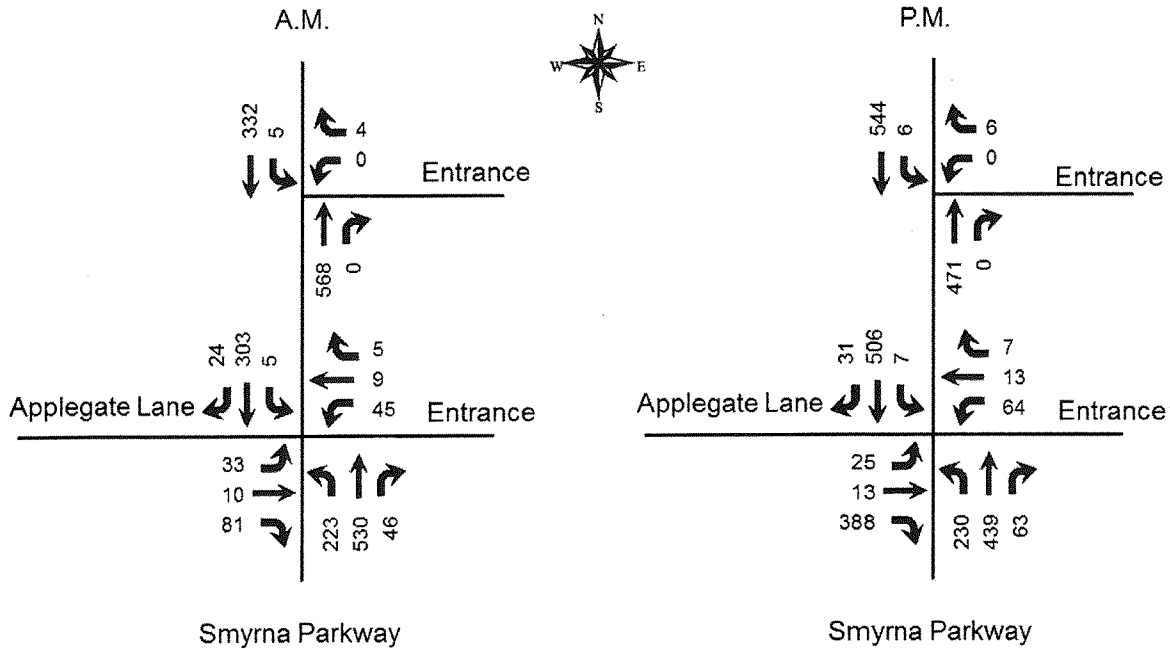 A.M.
P.M.
N
W E
S
332
5
4
0
Entrance
568
0
24
303
5
5
9
45
Applegate Lane
Entrance
33
10
81
223
530
46
Smyrna Parkway
544
6
6
0
Entrance
471
0
31
506
7
7
13
64
Applegate Lane
Entrance
25
13
388
230
439
63
Smyrna Parkway